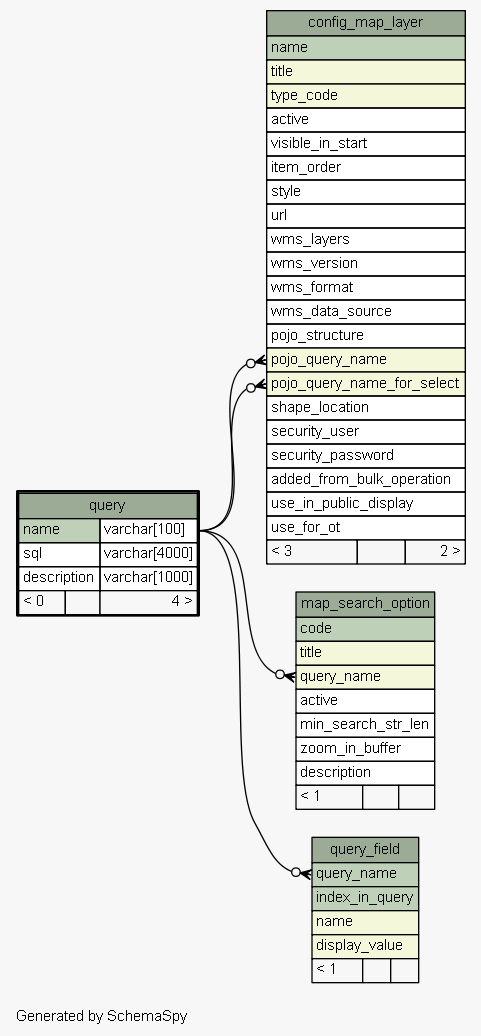 config_map_layer
name
title
type_code
active
visible_in_start
item_order
style
url
wms_layers
wms_version
wms_format
wms_data_source
pojo_structure
pojo_query_name
pojo_query_name_for_select
shape_location
security_user
security_password
added_from_bulk_operation
use_in_public_display
use_for_ot
< 3 2 >
query
name varchar[100]
sql varchar[4000]
description varchar[1000]
< 0 4 >
map_search_option
code
title
query_name
active
min_search_str_len
zoom_in_buffer
description
< 1
query_field
query_name
index_in_query
name
display_value
< 1
Generated by SchemaSpy